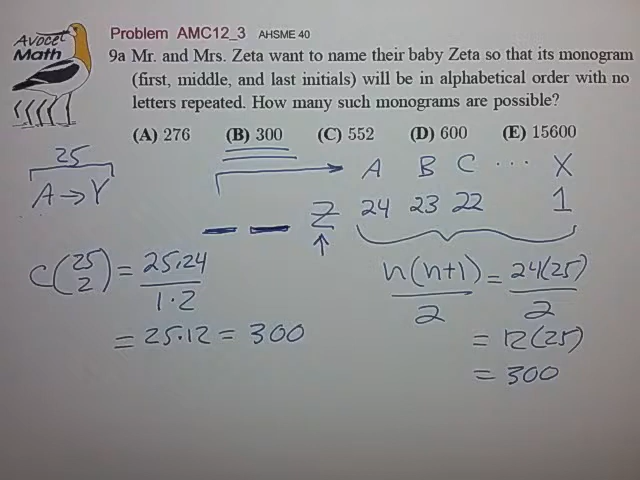 Avocet
Math
Problem AMC12_3 AHSME 40
9a Mr. and Mrs. Zeta want to name their baby Zeta so that its monogram
(first, middle, and last initials) will be in alphabetical order with no
letters repeated. How many such monograms are possible?
(A) 276 (B) 300 (C) 552 (D) 600 (E) 15600
25
A → Y
A B C ··· X
Z 24 23 22 1
C(25 2) = 25·24 / 1·2
= 25·12 = 300
n(n+1) / 2 = 24(25) / 2
= 12(25)
= 300